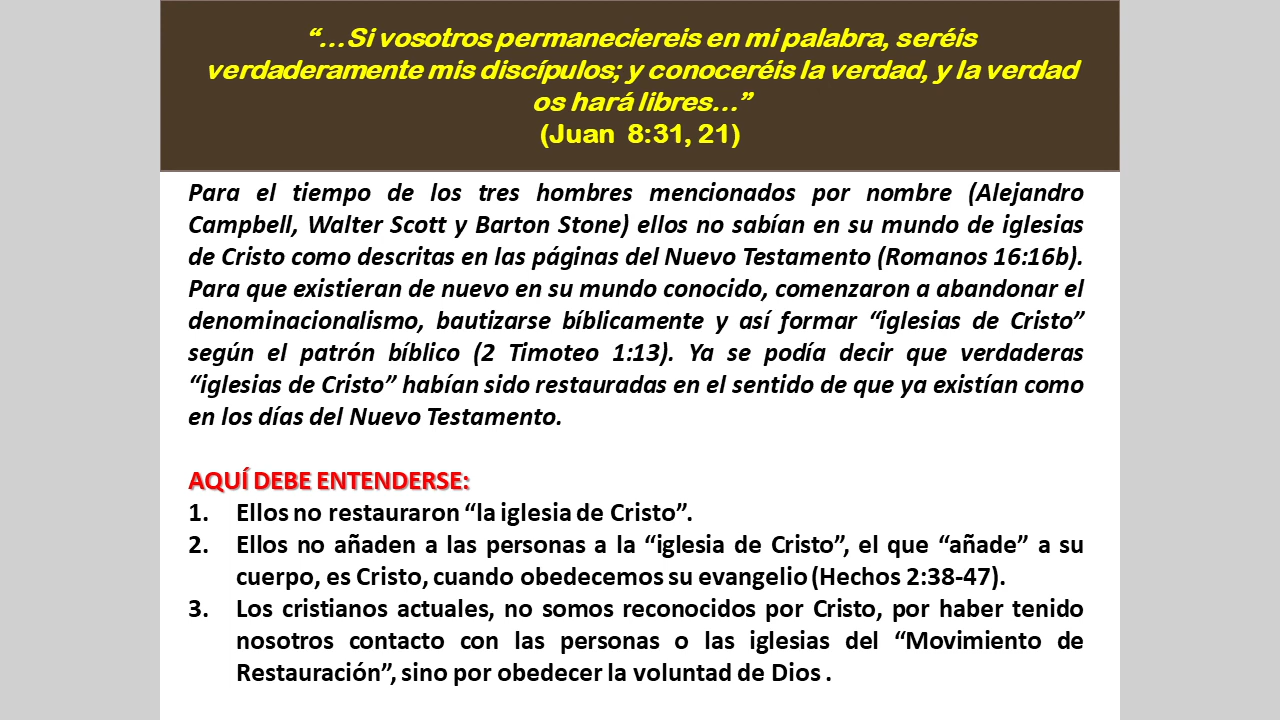 “…Si vosotros permaneciereis en mi palabra, seréis
verdaderamente mis discípulos; y conoceréis la verdad, y la verdad
os hará libres…”
(Juan 8:31, 21)
Para el tiempo de los tres hombres mencionados por nombre (Alejandro
Campbell, Walter Scott y Barton Stone) ellos no sabían en su mundo de iglesias
de Cristo como descritas en las páginas del Nuevo Testamento (Romanos 16:16b).
Para que existieran de nuevo en su mundo conocido, comenzaron a abandonar el
denominacionalismo, bautizarse bíblicamente y así formar “iglesias de Cristo”
según el patrón bíblico (2 Timoteo 1:13). Ya se podía decir que verdaderas
“iglesias de Cristo” habían sido restauradas en el sentido de que ya existían como
en los días del Nuevo Testamento.
AQUÍ DEBE ENTENDERSE:
1. Ellos no restauraron “la iglesia de Cristo”.
2. Ellos no añaden a las personas a la “iglesia de Cristo”, el que “añade” a su
cuerpo, es Cristo, cuando obedecemos su evangelio (Hechos 2:38-47).
3. Los cristianos actuales, no somos reconocidos por Cristo, por haber tenido
nosotros contacto con las personas o las iglesias del “Movimiento de
Restauración”, sino por obedecer la voluntad de Dios .